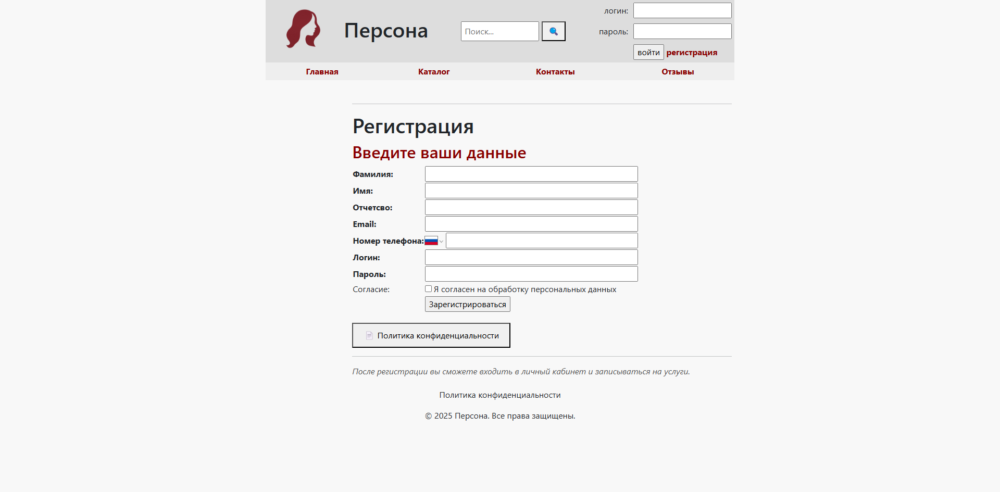 Персона
Поиск...
логин:
пароль:
войти регистрация
Главная Каталог Контакты Отзывы
Регистрация
Введите ваши данные
Фамилия:
Имя:
Отчетсво:
Email:
Номер телефона:
Логин:
Пароль:
Согласие: Я согласен на обработку персональных данных
Зарегистрироваться
Политика конфиденциальности
После регистрации вы сможете входить в личный кабинет и записываться на услуги.
Политика конфиденциальности
© 2025 Персона. Все права защищены.